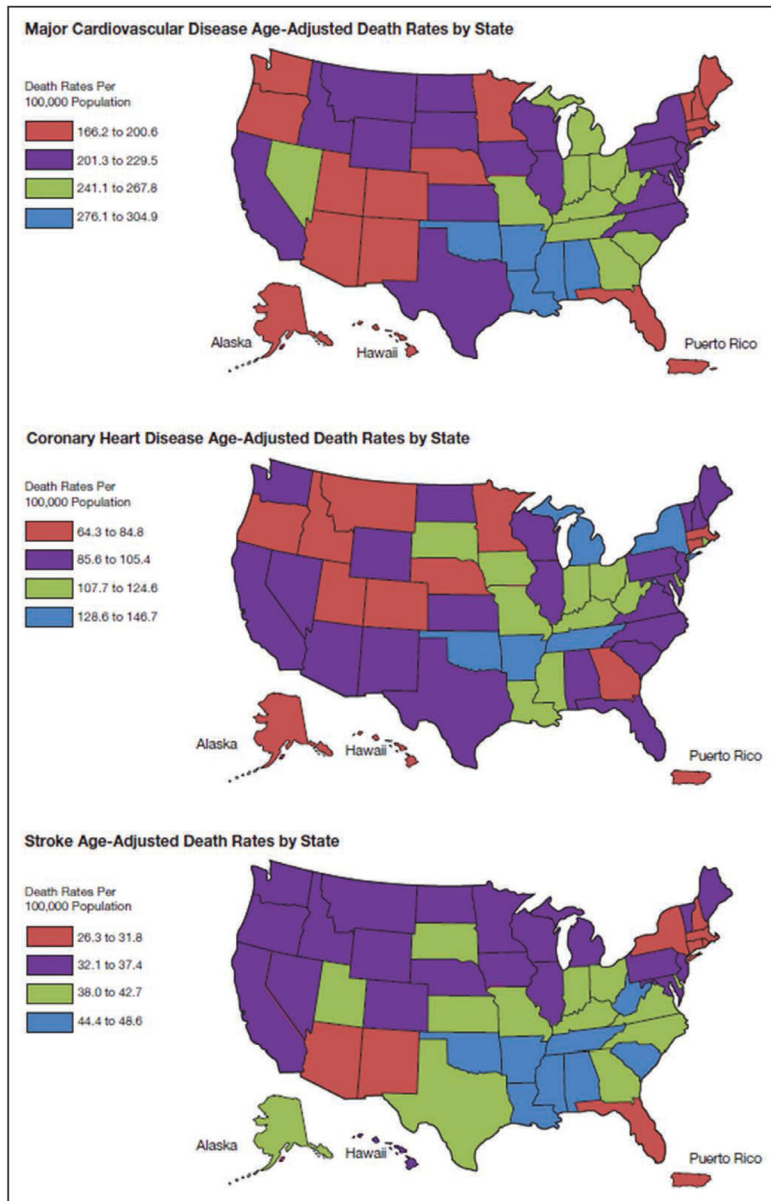 Major Cardiovascular Disease Age-Adjusted Death Rates by State
Death Rates Per
100,000 Population
166.2 to 200.6
201.3 to 229.5
241.1 to 267.8
276.1 to 304.9
Alaska
Hawaii
Puerto Rico
Coronary Heart Disease Age-Adjusted Death Rates by State
Death Rates Per
100,000 Population
64.3 to 84.8
85.6 to 105.4
107.7 to 124.6
128.6 to 146.7
Alaska
Hawaii
Puerto Rico
Stroke Age-Adjusted Death Rates by State
Death Rates Per
100,000 Population
26.3 to 31.8
32.1 to 37.4
38.0 to 42.7
44.4 to 48.6
Alaska
Hawaii
Puerto Rico